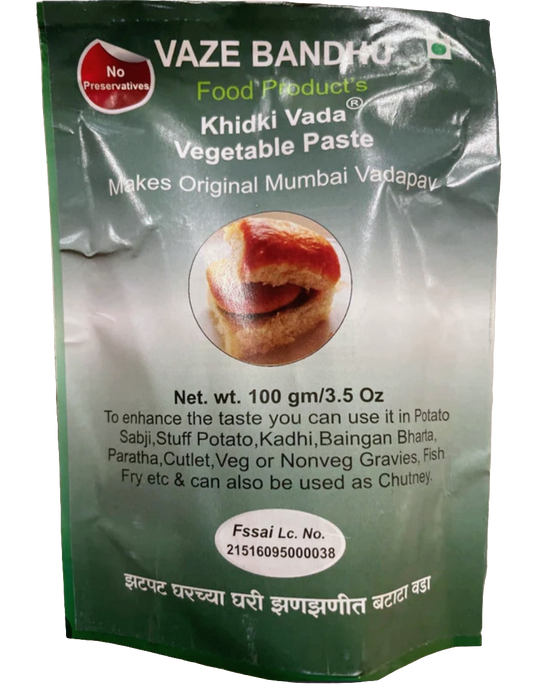 No
Preservatives
VAZE BANDHU
Food Product's
Khidki Vada®
Vegetable Paste
Makes Original Mumbai Vadapav
Net. wt. 100 gm/3.5 Oz
To enhance the taste you can use it in Potato
Sabji,Stuff Potato,Kadhi,Baingan Bharta,
Paratha,Cutlet,Veg or Nonveg Gravies, Fish
Fry etc & can also be used as Chutney.
Fssai Lc. No.
21516095000038
झटपट घरच्या घरी झणझणीत बटाटा वडा